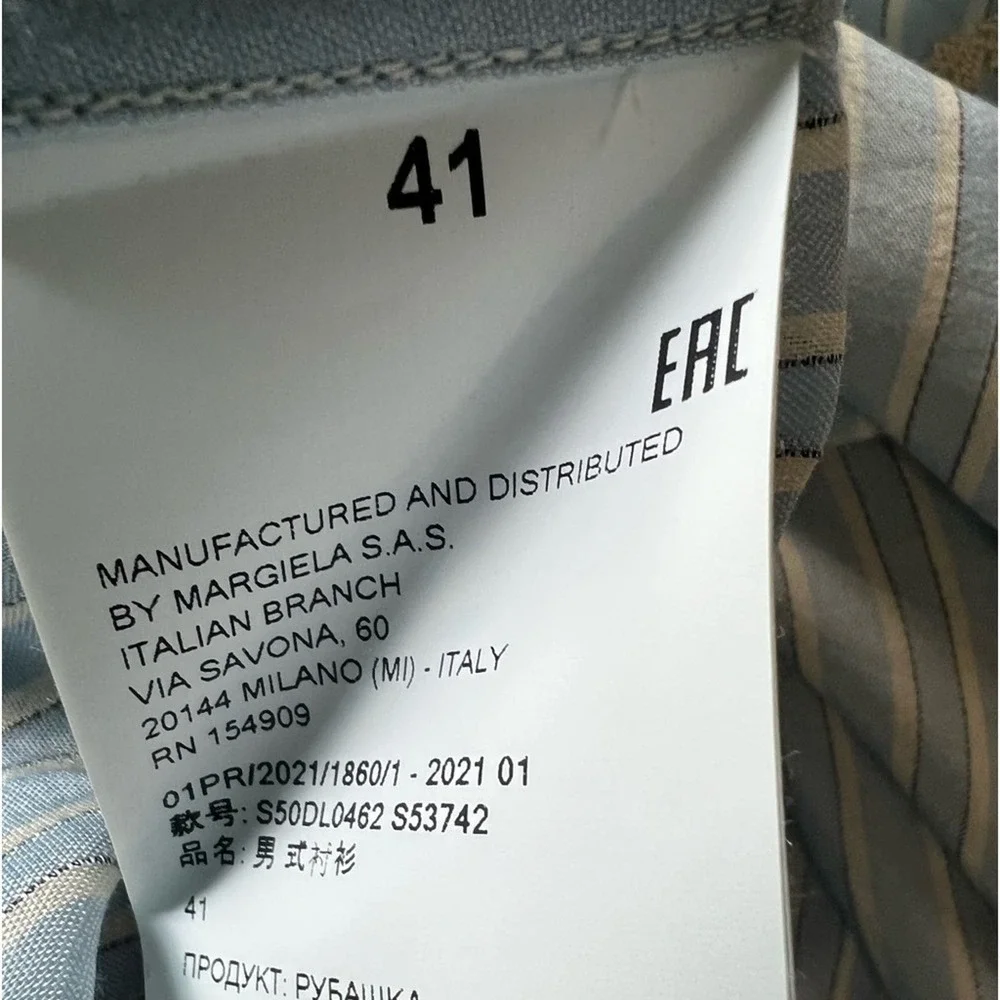 41
EAC
MANUFACTURED AND DISTRIBUTED
BY MARGIELA S.A.S.
ITALIAN BRANCH
VIA SAVONA, 60
20144 MILANO (MI) - ITALY
RN 154909
01PR/2021/1860/1 - 2021 01
款号: S50DL0462 S53742
品名: 男式衬衫
41
ПРОДУКТ: РУБАШКА